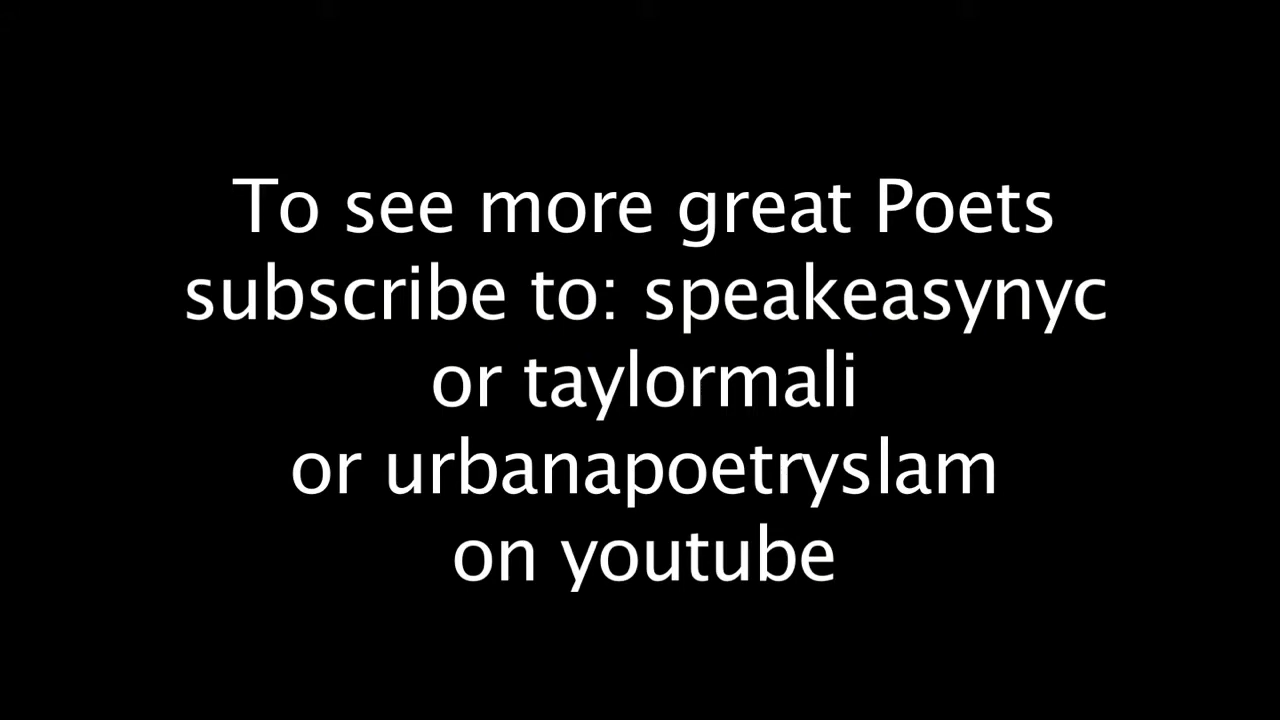 To see more great Poets
subscribe to: speakeasynyc
or taylormali
or urbanapoetryslam
on youtube